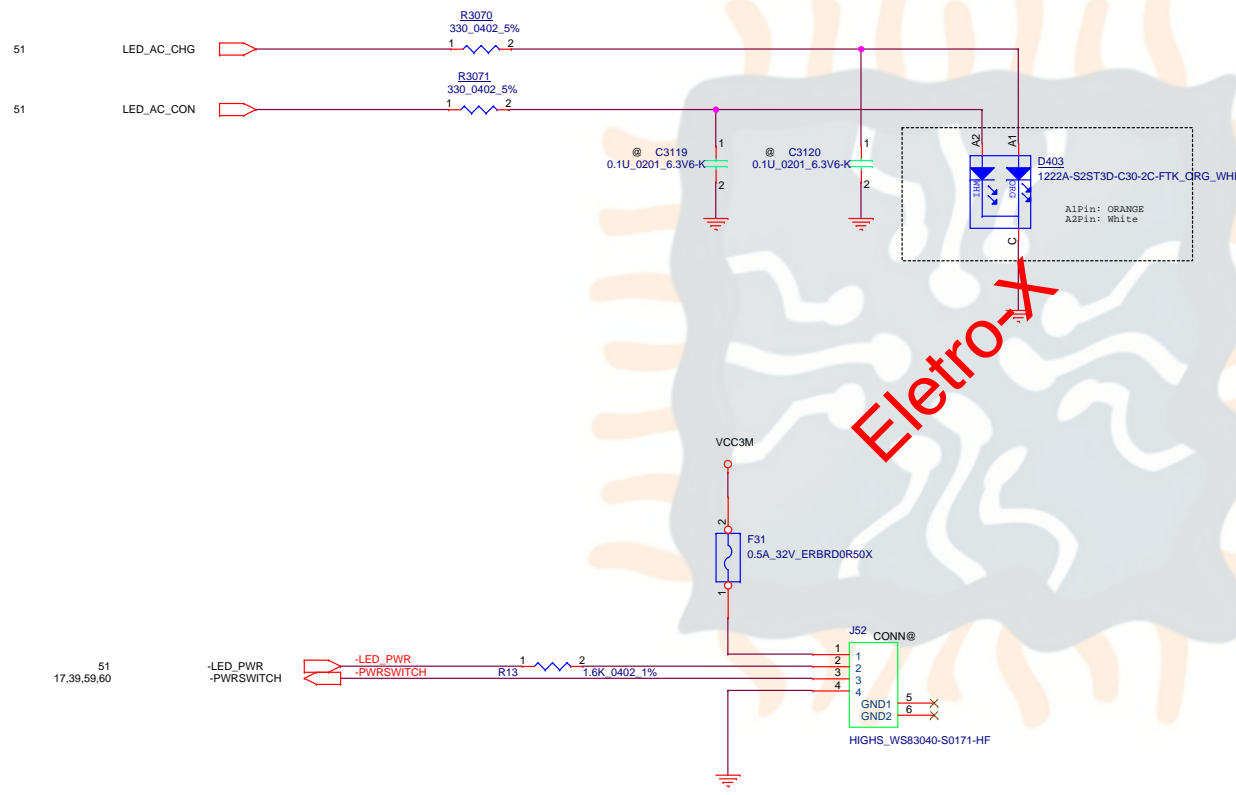 R3070
330_0402_5%
51 LED_AC_CHG 1 2
R3071
330_0402_5%
51 LED_AC_CON 1 2
@ C3119
0.1U_0201_6.3V6-K
1
2
@ C3120
0.1U_0201_6.3V6-K
1
2
A2 A1
D403
1222A-S2ST3D-C30-2C-FTK_ORG_WHI
WHI ORG
A1Pin: ORANGE
A2Pin: White
C
Eletro-X
VCC3M
2
F31
0.5A_32V_ERBRD0R50X
1
J52 CONN@
1 1
51 -LED_PWR -LED_PWR 1 2 2 2
17,39,59,60 -PWRSWITCH -PWRSWITCH R13 1.6K_0402_1% 3 3
4 4
GND1 5
GND2 6
HIGHS_WS83040-S0171-HF